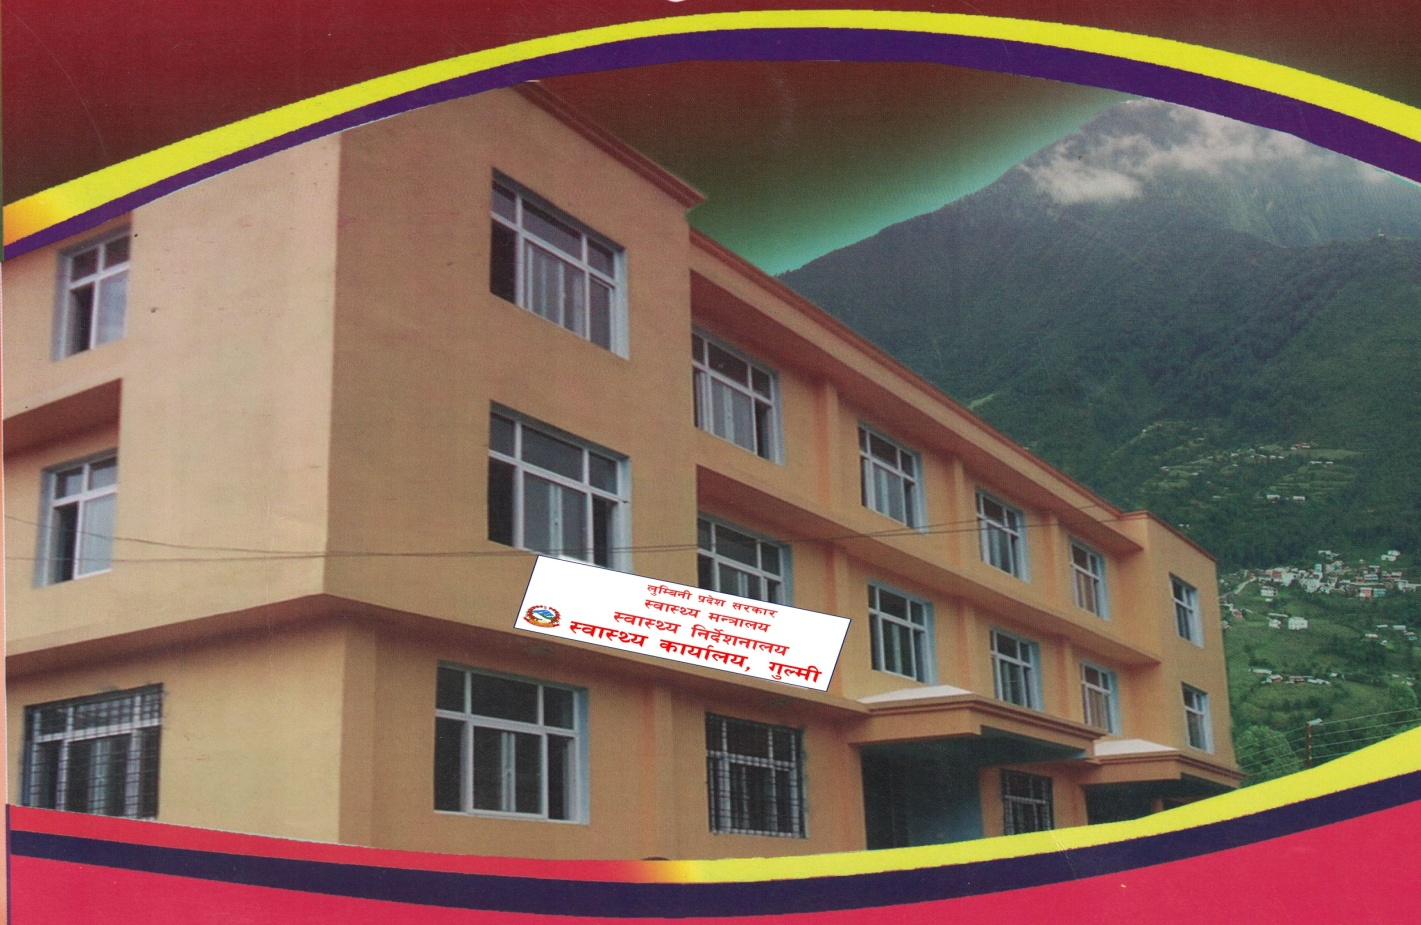 लुम्बिनी प्रदेश सरकार
स्वास्थ्य मन्त्रालय
स्वास्थ्य निर्देशनालय
स्वास्थ्य कार्यालय, गुल्मी